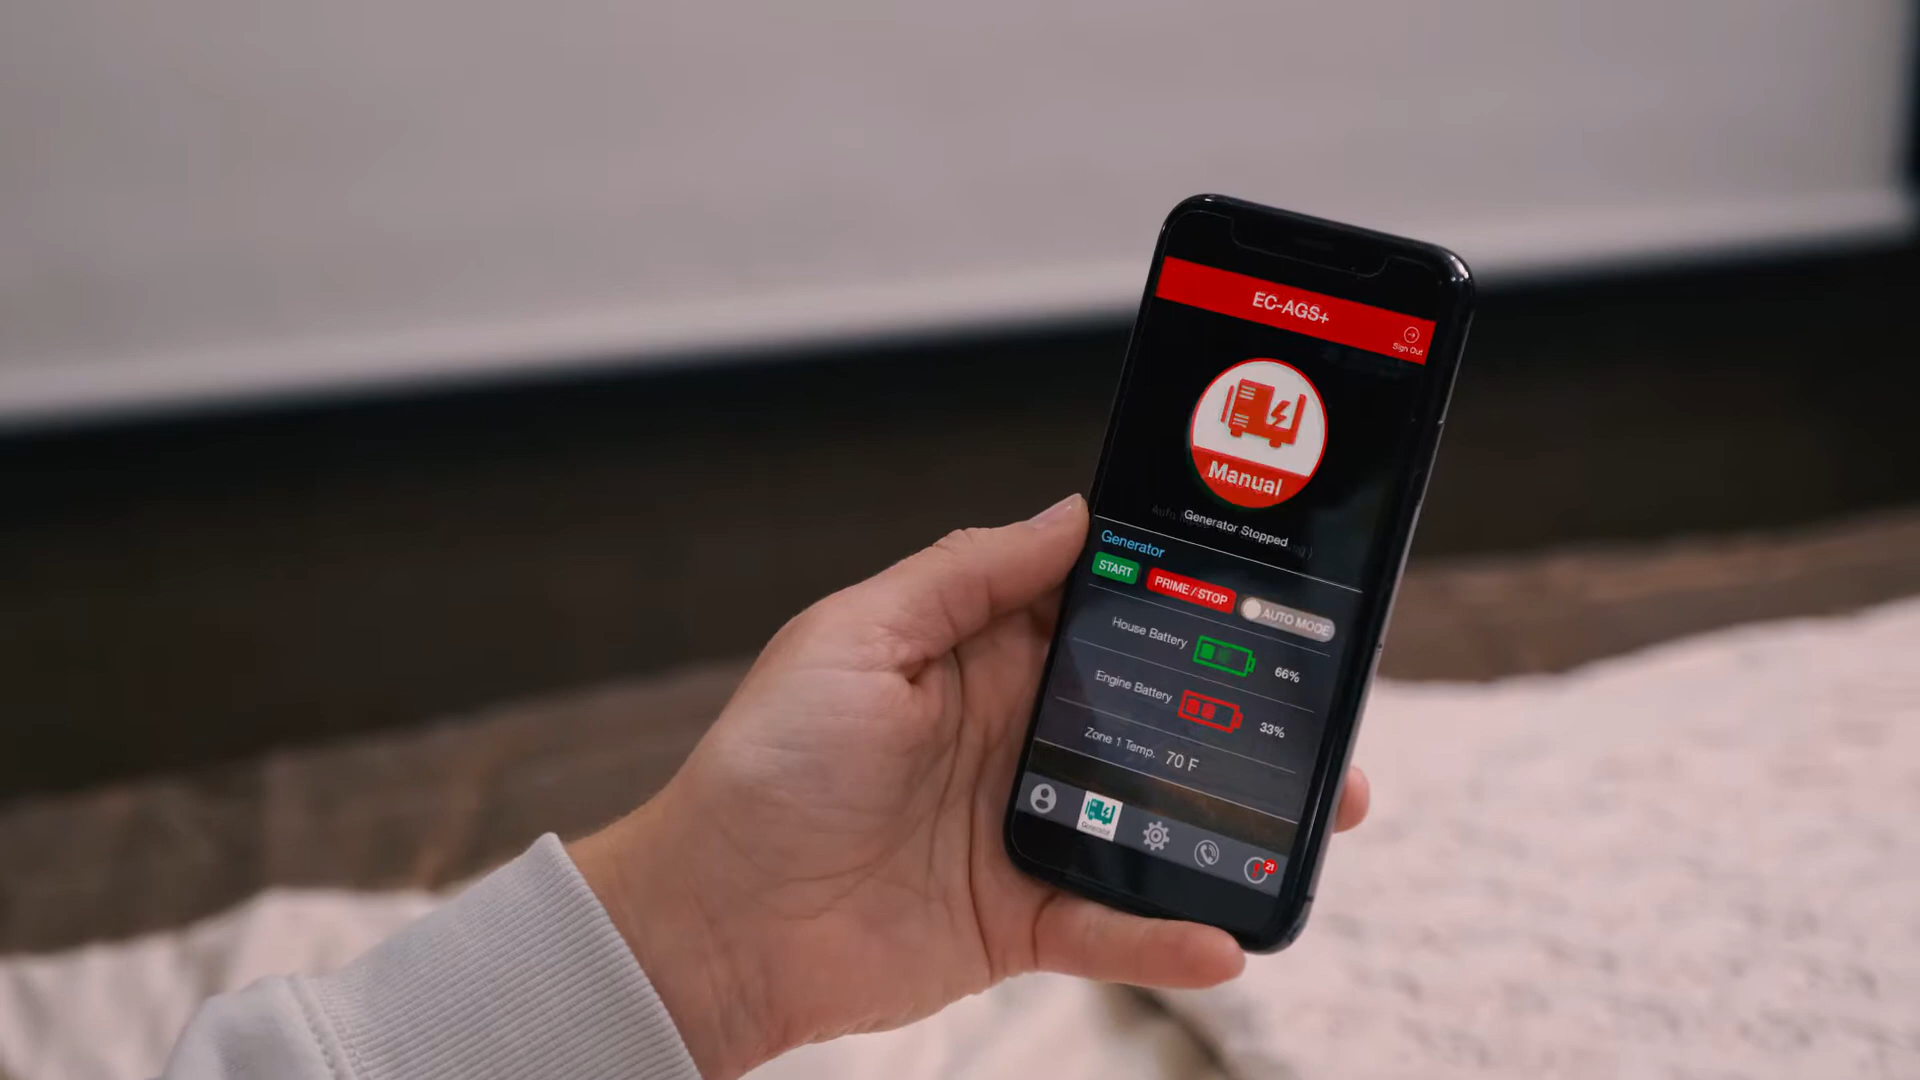 EC-AGS+
Sign Out
Manual
Generator Stopped
Generator
START
PRIME / STOP
AUTO MODE
House Battery
66%
Engine Battery
33%
Zone 1 Temp.
70 F
Generator
21